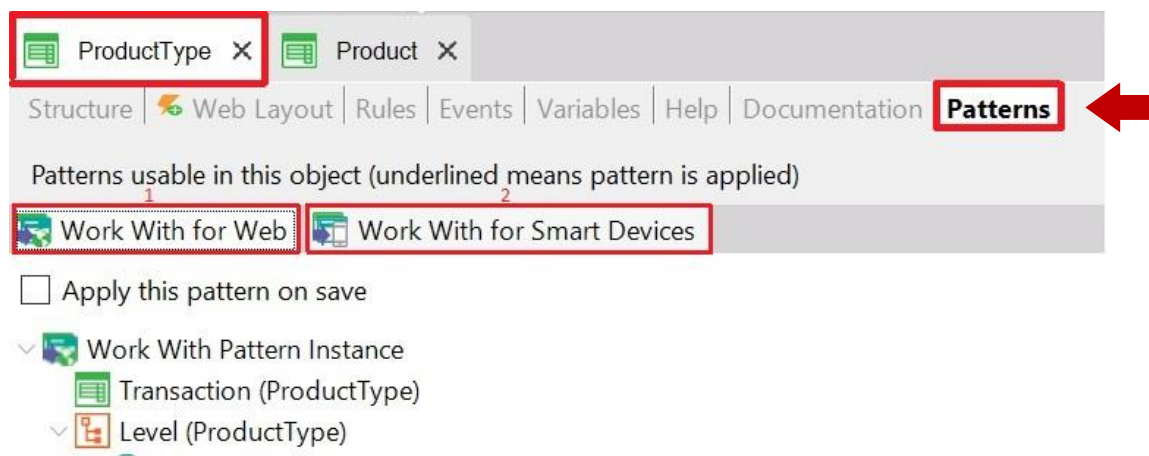 ProductType X Product X
Structure Web Layout Rules Events Variables Help Documentation Patterns
Patterns usable in this object (underlined means pattern is applied)
1 2
Work With for Web Work With for Smart Devices
Apply this pattern on save
Work With Pattern Instance
Transaction (ProductType)
Level (ProductType)